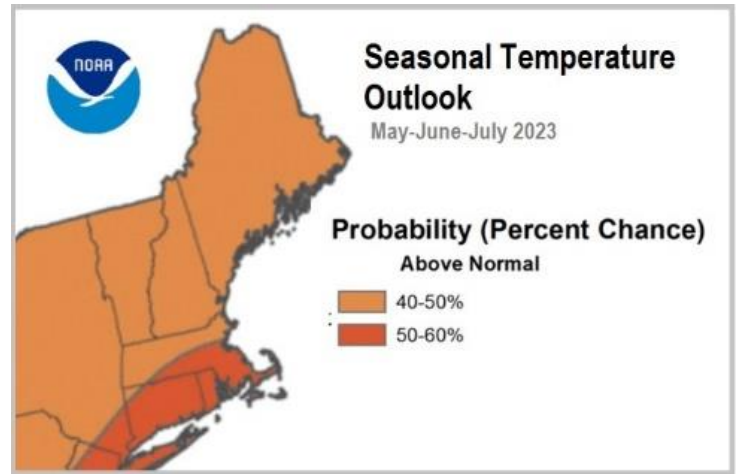 NOAA
Seasonal Temperature
Outlook
May-June-July 2023
Probability (Percent Chance)
Above Normal
40-50%
50-60%